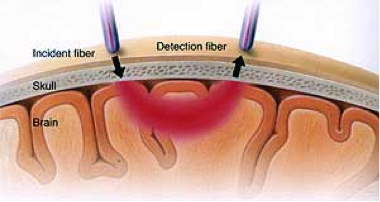 Incident fiber
Detection fiber
Skull
Brain